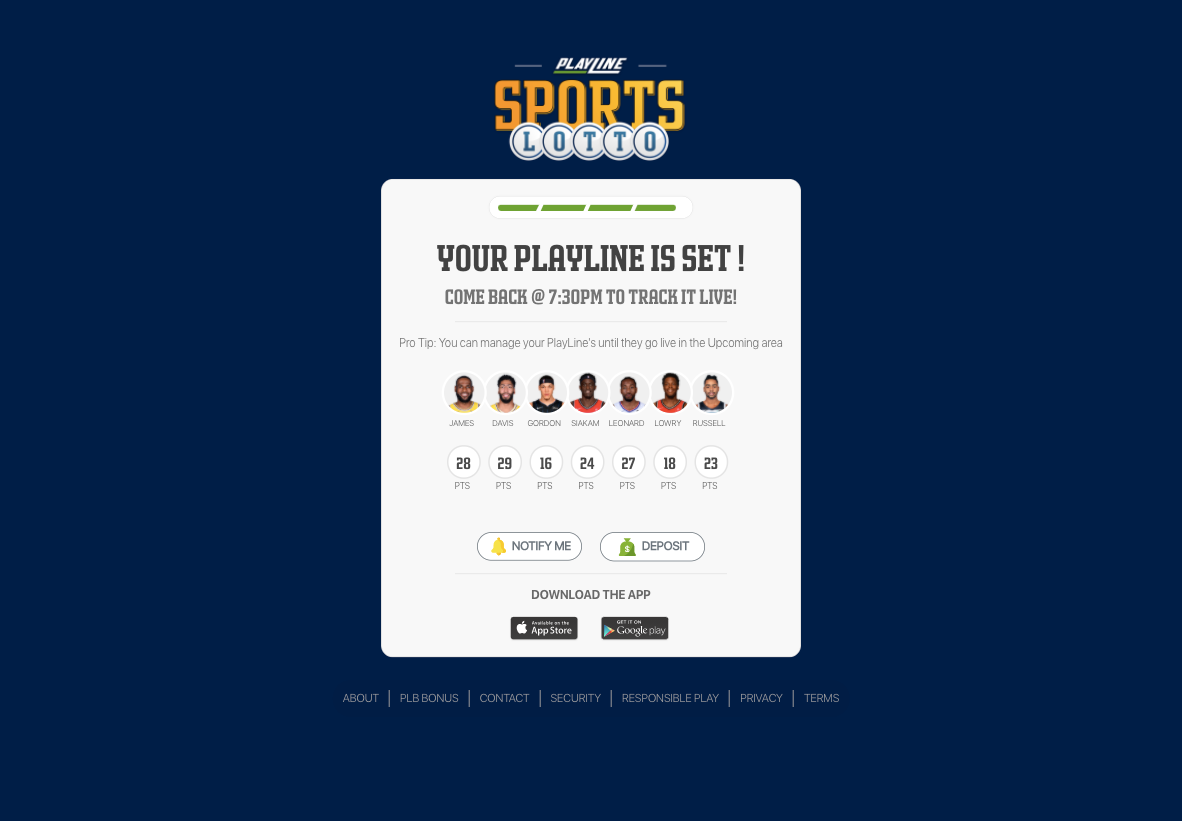 PLAYLINE
SPORTS
LOTTO
YOUR PLAYLINE IS SET !
COME BACK @ 7:30PM TO TRACK IT LIVE!
Pro Tip: You can manage your PlayLine's until they go live in the Upcoming area
JAMES DAVIS GORDON SIAKAM LEONARD LOWRY RUSSELL
28 29 16 24 27 18 23
PTS PTS PTS PTS PTS PTS PTS
NOTIFY ME $ DEPOSIT
DOWNLOAD THE APP
Available on the App Store
GET IT ON Google play
ABOUT | PLB BONUS | CONTACT | SECURITY | RESPONSIBLE PLAY | PRIVACY | TERMS